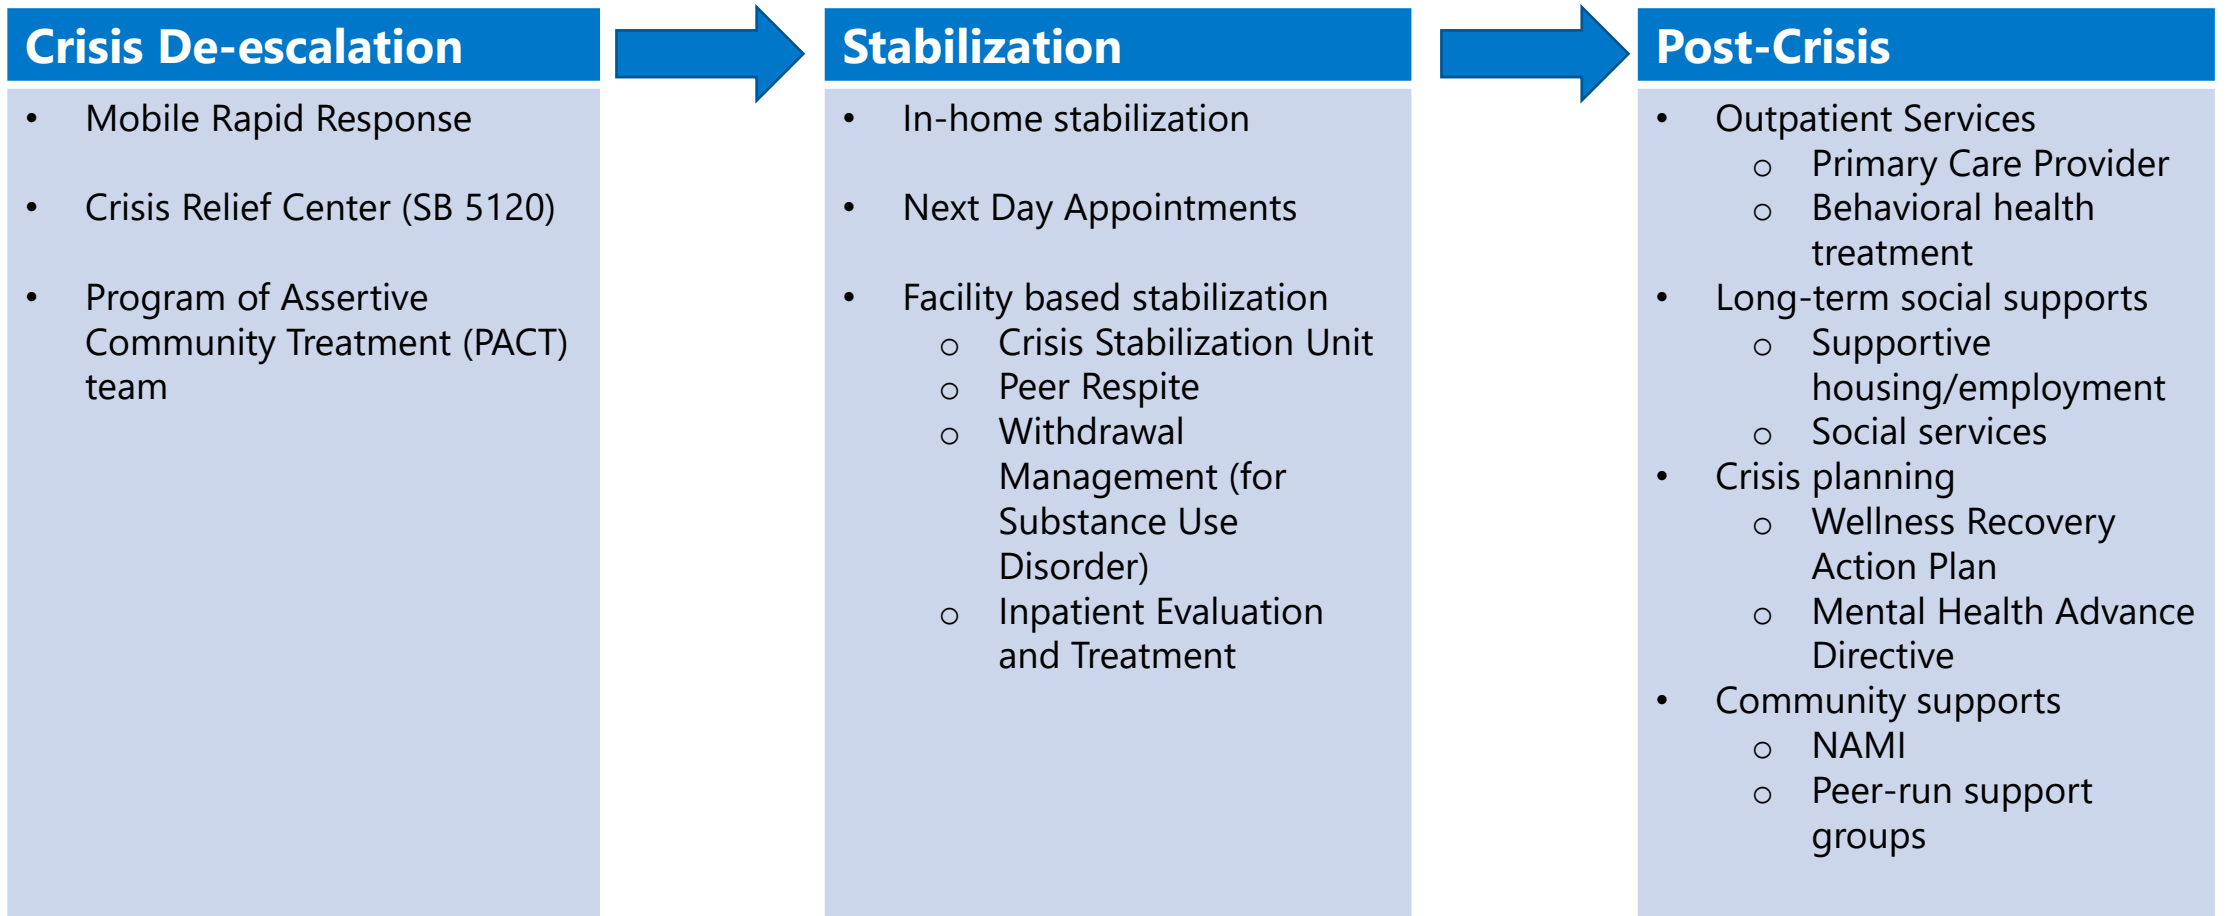 Crisis De-escalation
• Mobile Rapid Response
• Crisis Relief Center (SB 5120)
• Program of Assertive
Community Treatment (PACT)
team
Stabilization
• In-home stabilization
• Next Day Appointments
• Facility based stabilization
o Crisis Stabilization Unit
o Peer Respite
o Withdrawal
Management (for
Substance Use
Disorder)
o Inpatient Evaluation
and Treatment
Post-Crisis
• Outpatient Services
o Primary Care Provider
o Behavioral health
treatment
• Long-term social supports
o Supportive
housing/employment
o Social services
• Crisis planning
o Wellness Recovery
Action Plan
o Mental Health Advance
Directive
• Community supports
o NAMI
o Peer-run support
groups